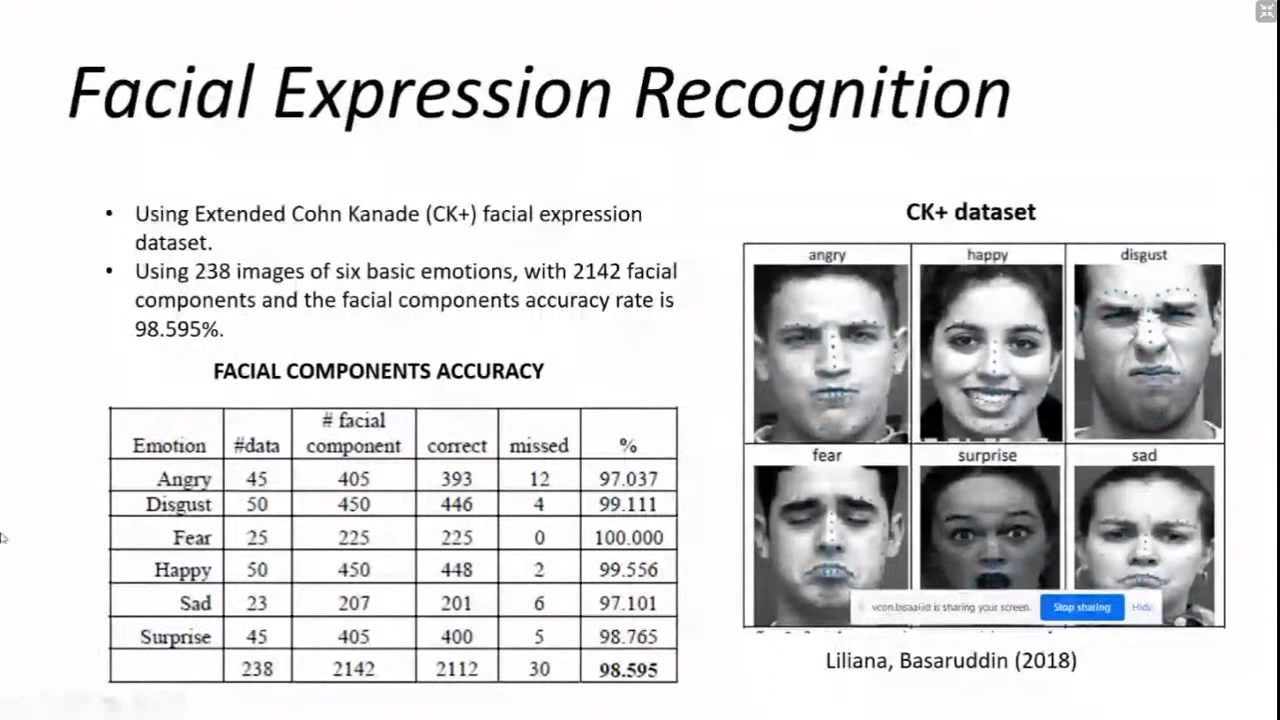 Facial Expression Recognition
• Using Extended Cohn Kanade (CK+) facial expression
dataset.
• Using 238 images of six basic emotions, with 2142 facial
components and the facial components accuracy rate is
98.595%.
FACIAL COMPONENTS ACCURACY
Emotion #data # facial component correct missed %
Angry 45 405 393 12 97.037
Disgust 50 450 446 4 99.111
Fear 25 225 225 0 100.000
Happy 50 450 448 2 99.556
Sad 23 207 201 6 97.101
Surprise 45 405 400 5 98.765
238 2142 2112 30 98.595
CK+ dataset
angry happy disgust
fear surprise sad
vcon.bisaai.id is sharing your screen. Stop sharing Hide
Liliana, Basaruddin (2018)